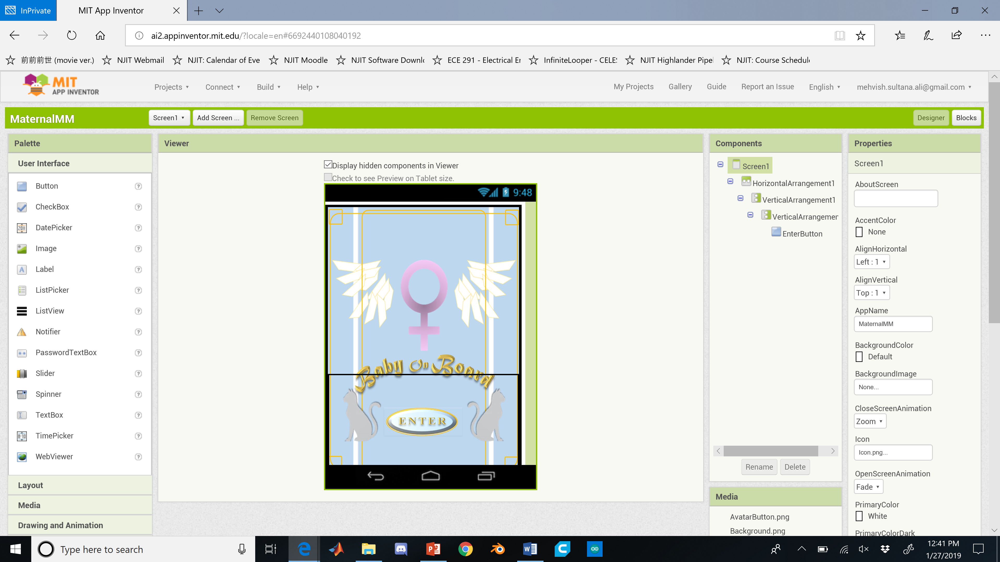 InPrivate
MIT App Inventor
ai2.appinventor.mit.edu/?locale=en#6692440108040192
前前前世 (movie ver.)
NJIT Webmail
NJIT: Calendar of Eve
NJIT Moodle
NJIT Software Downl
ECE 291 - Electrical E
InfiniteLooper - CELE
NJIT Highlander Pipe
NJIT: Course Schedul
MIT
APP INVENTOR
Projects
Connect
Build
Help
My Projects
Gallery
Guide
Report an Issue
English
mehvish.sultana.ali@gmail.com
MaternalMM
Screen1
Add Screen ...
Remove Screen
Designer
Blocks
Palette
User Interface
Button
CheckBox
DatePicker
Image
Label
ListPicker
ListView
Notifier
PasswordTextBox
Slider
Spinner
TextBox
TimePicker
WebViewer
Layout
Media
Drawing and Animation
Viewer
Display hidden components in Viewer
Check to see Preview on Tablet size.
9:48
Baby On Board
ENTER
Components
Screen1
HorizontalArrangement1
VerticalArrangement1
VerticalArrangemer
EnterButton
Rename
Delete
Media
AvatarButton.png
Background.png
Properties
Screen1
AboutScreen
AccentColor
None
AlignHorizontal
Left : 1
AlignVertical
Top : 1
AppName
MaternalMM
BackgroundColor
Default
BackgroundImage
None...
CloseScreenAnimation
Zoom
Icon
Icon.png...
OpenScreenAnimation
Fade
PrimaryColor
White
PrimaryColorDark
Type here to search
12:41 PM
1/27/2019